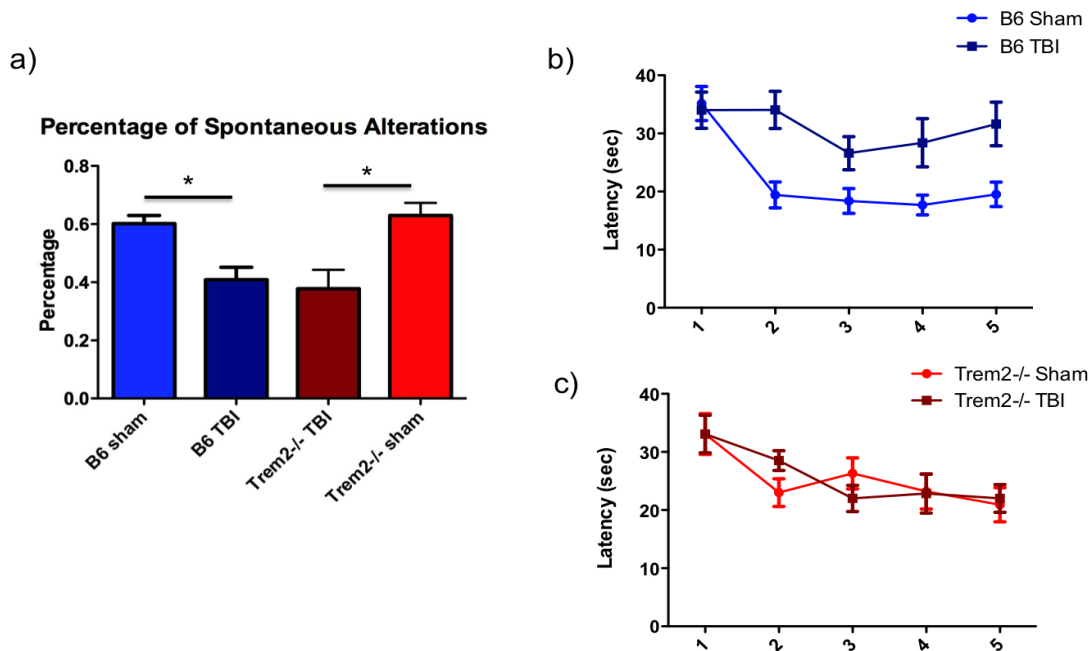 a)
Percentage of Spontaneous Alterations
Percentage
0.8
0.6
0.4
0.2
0.0
*
*
B6 sham
B6 TBI
Trem2-/- TBI
Trem2-/- sham
b)
B6 Sham
B6 TBI
Latency (sec)
40
30
20
10
0
1
2
3
4
5
c)
Trem2-/- Sham
Trem2-/- TBI
Latency (sec)
40
30
20
10
0
1
2
3
4
5